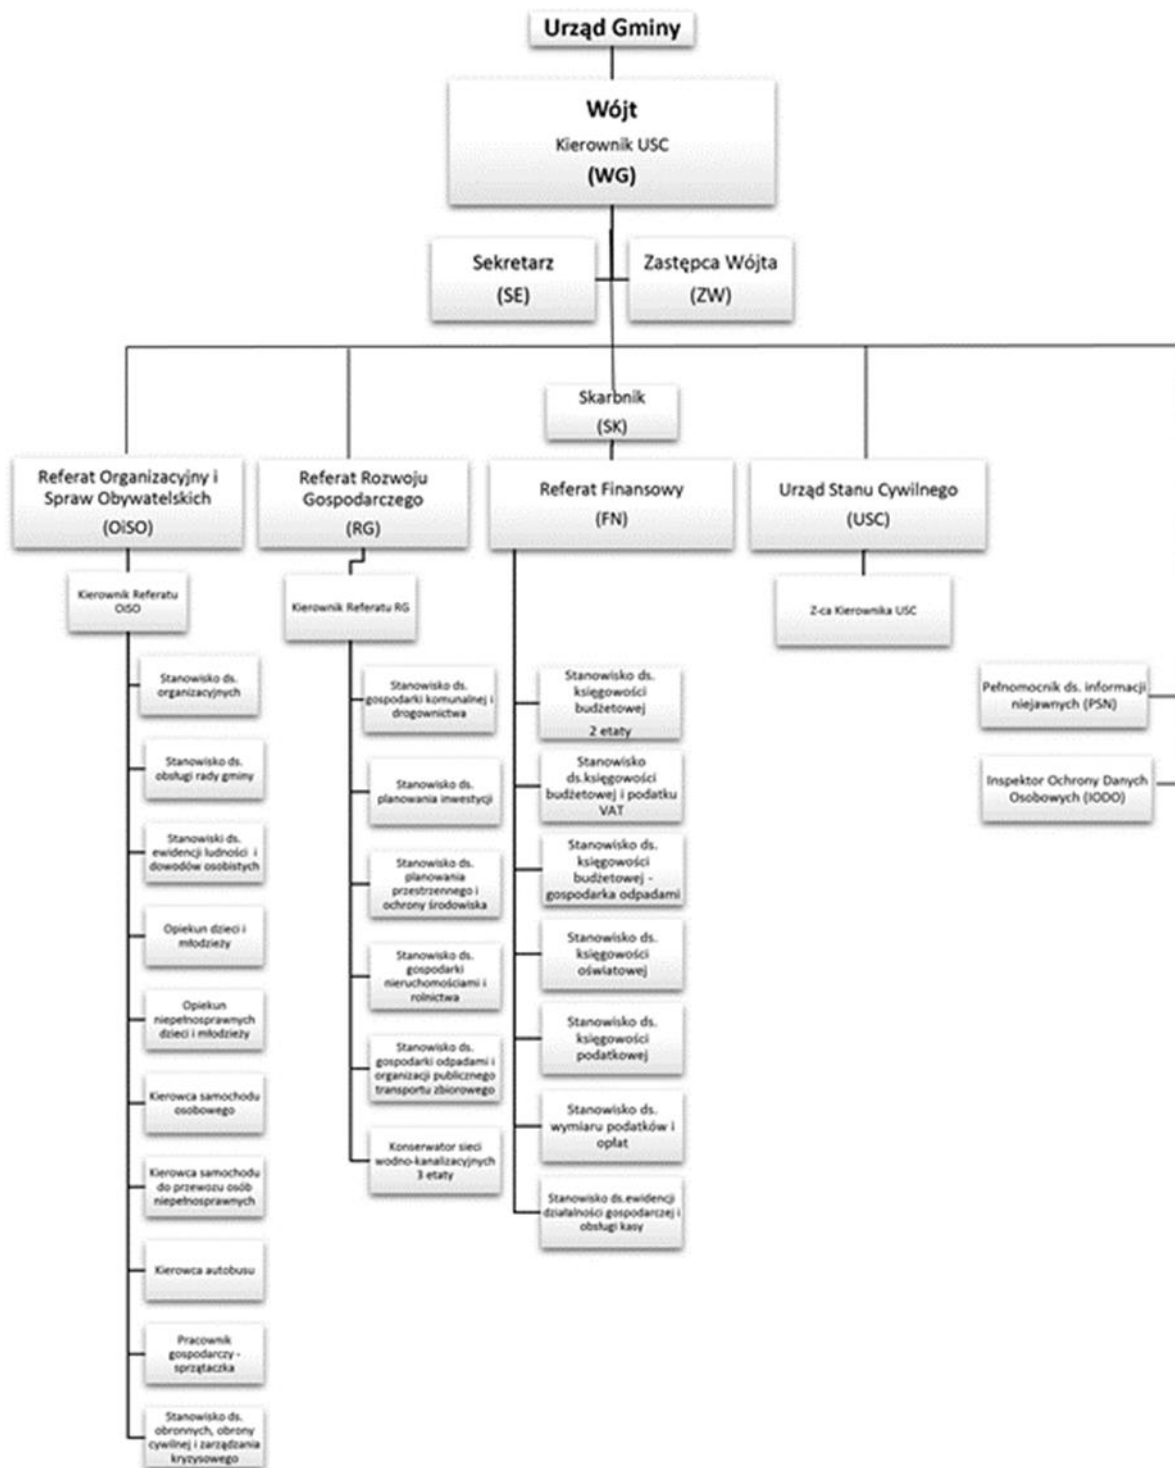 Urząd Gminy
Wójt
Kierownik USC
(WG)
Sekretarz
(SE)
Zastępca Wójta
(ZW)
Skarbnik
(SK)
Referat Organizacyjny i
Spraw Obywatelskich
(OiSO)
Referat Rozwoju
Gospodarczego
(RG)
Referat Finansowy
(FN)
Urząd Stanu Cywilnego
(USC)
Kierownik Referatu
OiSO
Kierownik Referatu RG
Z-ca Kierownika USC
Stanowisko ds.
organizacyjnych
Stanowisko ds.
obsługi rady gminy
Stanowiski ds.
ewidencji ludności i
dowodów osobistych
Opiekun dzieci i
młodzieży
Opiekun
niepełnosprawnych
dzieci i młodzieży
Kierowca samochodu
osobowego
Kierowca samochodu
do przewozu osób
niepełnosprawnych
Kierowca autobusu
Pracownik
gospodarczy -
sprzątaczka
Stanowisko ds.
obronnych, obrony
cywilnej i zarządzania
kryzysowego
Stanowisko ds.
gospodarki komunalnej i
drogownictwa
Stanowisko ds.
planowania inwestycji
Stanowisko ds.
planowania
przestrzennego i
ochrony środowiska
Stanowisko ds.
gospodarki
nieruchomościami i
rolnictwa
Stanowisko ds.
gospodarki odpadami i
organizacji publicznego
transportu zbiorowego
Konserwator sieci
wodno-kanalizacyjnych
3 etaty
Stanowisko ds.
księgowości
budżetowej
2 etaty
Stanowisko
ds.księgowości
budżetowej i podatku
VAT
Stanowisko ds.
księgowości
budżetowej -
gospodarka odpadami
Stanowisko ds.
księgowości
oświatowej
Stanowisko ds.
księgowości
podatkowej
Stanowisko ds.
wymiaru podatków i
opłat
Stanowisko ds.ewidencji
działalności gospodarczej i
obsługi kasy
Pełnomocnik ds. informacji
niejawnych (PSN)
Inspektor Ochrony Danych
Osobowych (IODO)